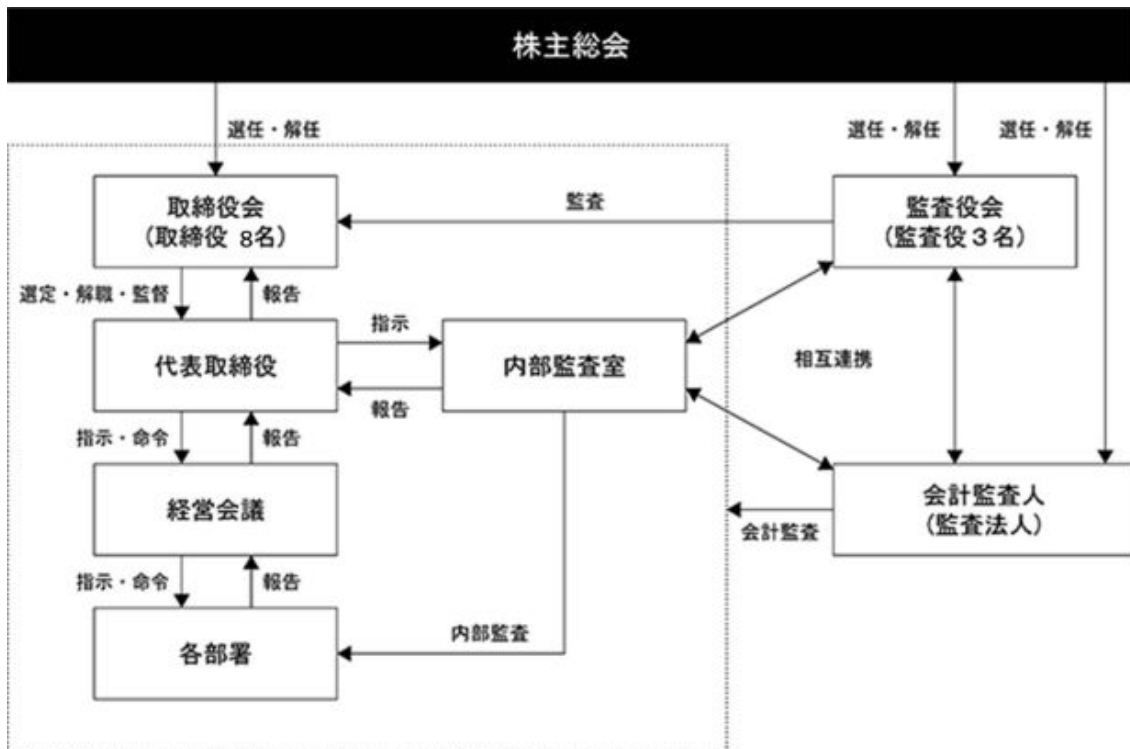 株主総会
選任・解任
選任・解任
選任・解任
取締役会
（取締役 8名）
監査
監査役会
（監査役３名）
選定・解職・監督
報告
指示
代表取締役
内部監査室
相互連携
報告
指示・命令
報告
経営会議
会計監査人
（監査法人）
会計監査
指示・命令
報告
各部署
内部監査